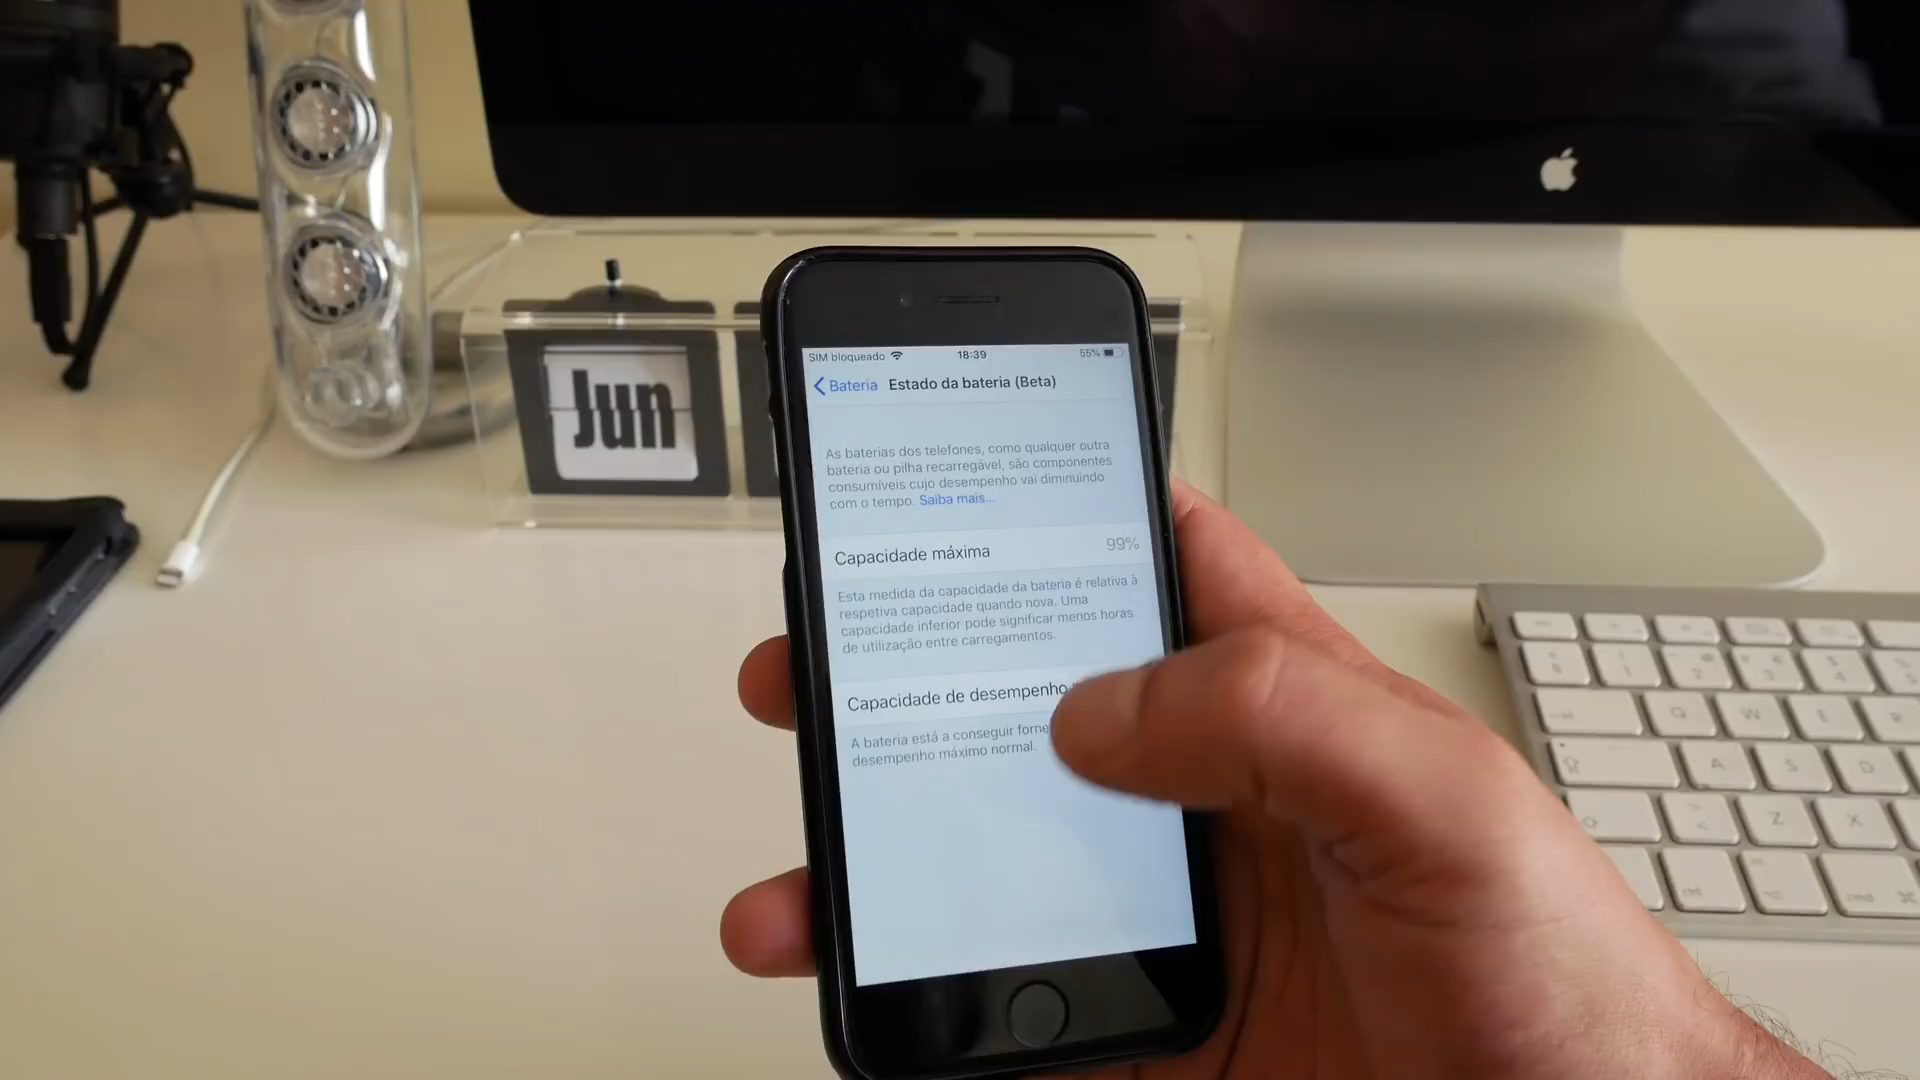 Jun
SIM bloqueado
18:39
55%
Bateria
Estado da bateria (Beta)
As baterias dos telefones, como qualquer outra
bateria ou pilha recarregável, são componentes
consumíveis cujo desempenho vai diminuindo
com o tempo. Saiba mais...
Capacidade máxima
99%
Esta medida da capacidade da bateria é relativa à
respetiva capacidade quando nova. Uma
capacidade inferior pode significar menos horas
de utilização entre carregamentos.
Capacidade de desempenho
A bateria está a conseguir forne
desempenho máximo normal.
Q W E R
A S D
Z X
cmd